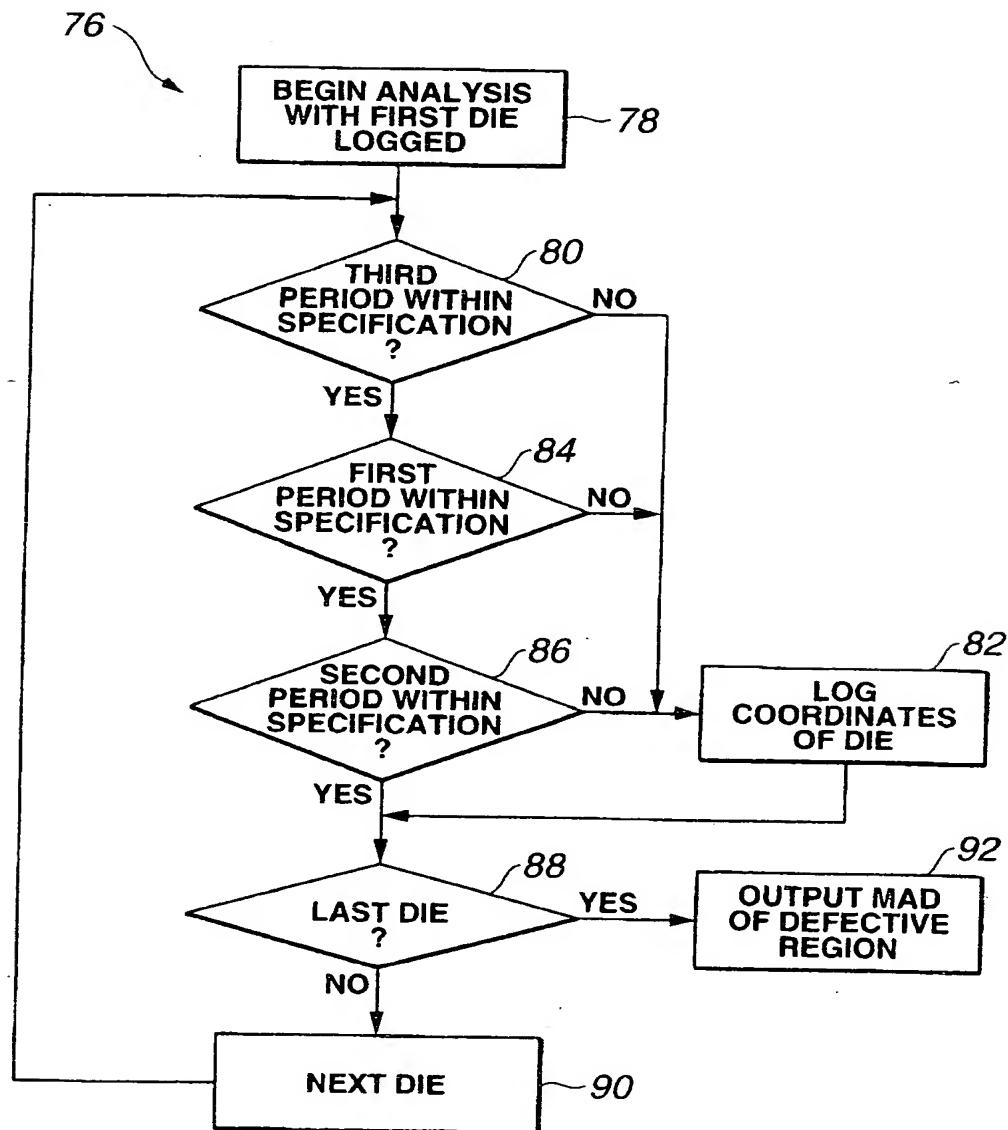 76
BEGIN ANALYSIS
WITH FIRST DIE
LOGGED
78
80
THIRD
PERIOD WITHIN
SPECIFICATION
?
NO
YES
84
FIRST
PERIOD WITHIN
SPECIFICATION
?
NO
YES
86
SECOND
PERIOD WITHIN
SPECIFICATION
?
NO
82
LOG
COORDINATES
OF DIE
YES
88
LAST DIE
?
YES
92
OUTPUT MAD
OF DEFECTIVE
REGION
NO
NEXT DIE
90